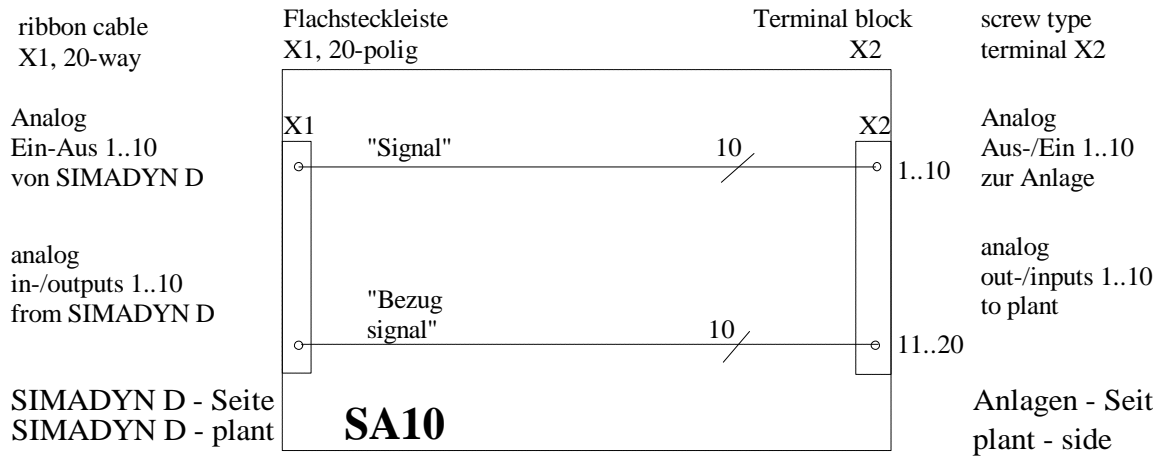 ribbon cable
X1, 20-way
Flachsteckleiste
X1, 20-polig
Terminal block
X2
screw type
terminal X2
Analog
Ein-Aus 1..10
von SIMADYN D
analog
in-/outputs 1..10
from SIMADYN D
SIMADYN D - Seite
SIMADYN D - plant
X1
"Signal"
10
X2
1..10
"Bezug
signal"
10
11..20
SA10
Analog
Aus-/Ein 1..10
zur Anlage
analog
out-/inputs 1..10
to plant
Anlagen - Seit
plant - side